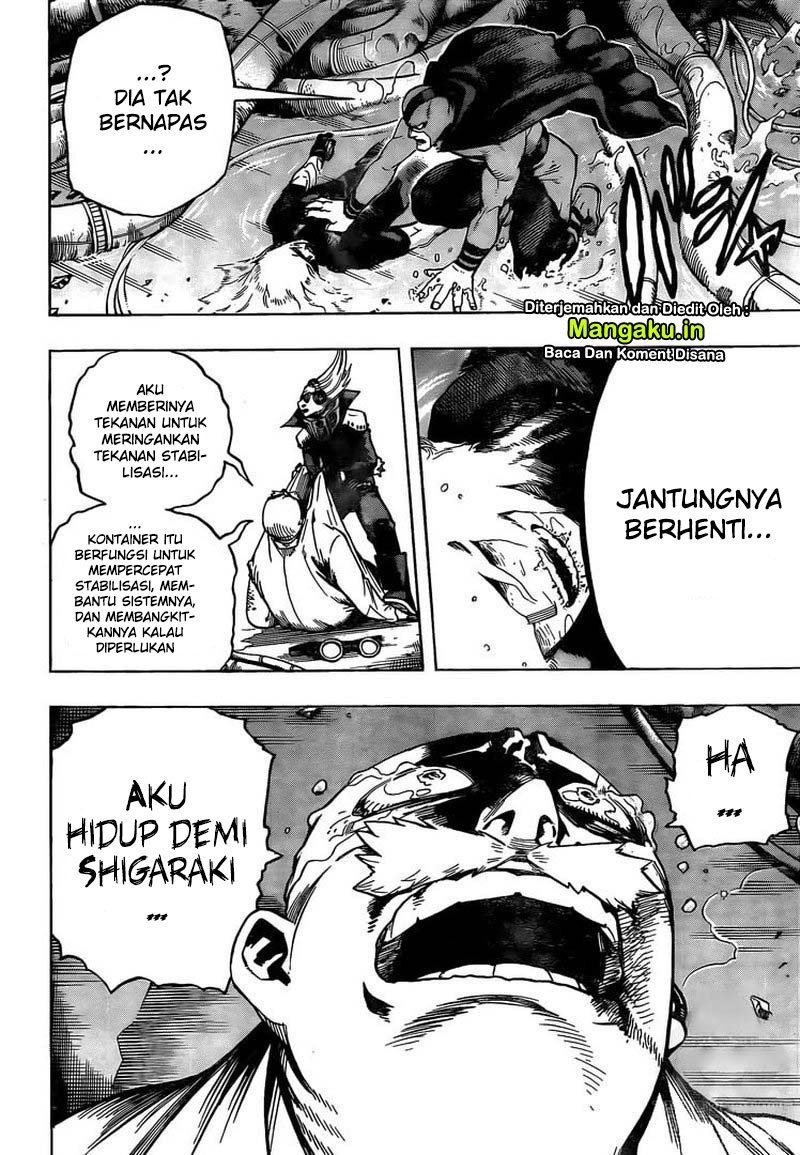 ...?
DIA TAK
BERNAPAS
...
Diterjemahkan dan Diedit Oleh :
Mangaku.in
Baca Dan Koment Disana
JANTUNGNYA
BERHENTI...
AKU
MEMBERINYA
TEKANAN UNTUK
MERINGANKAN
TEKANAN STABI-
LISASI...
...
KONTAINER ITU
BERFUNGSI UNTUK
MEMPERCEPAT
STABILISASI, MEM-
BANTU SISTEMNYA,
DAN MEMBANGKIT-
KANNYA KALAU
DIPERLUKAN
HA
...
AKU
HIDUP DEMI
SHIGARAKI
...